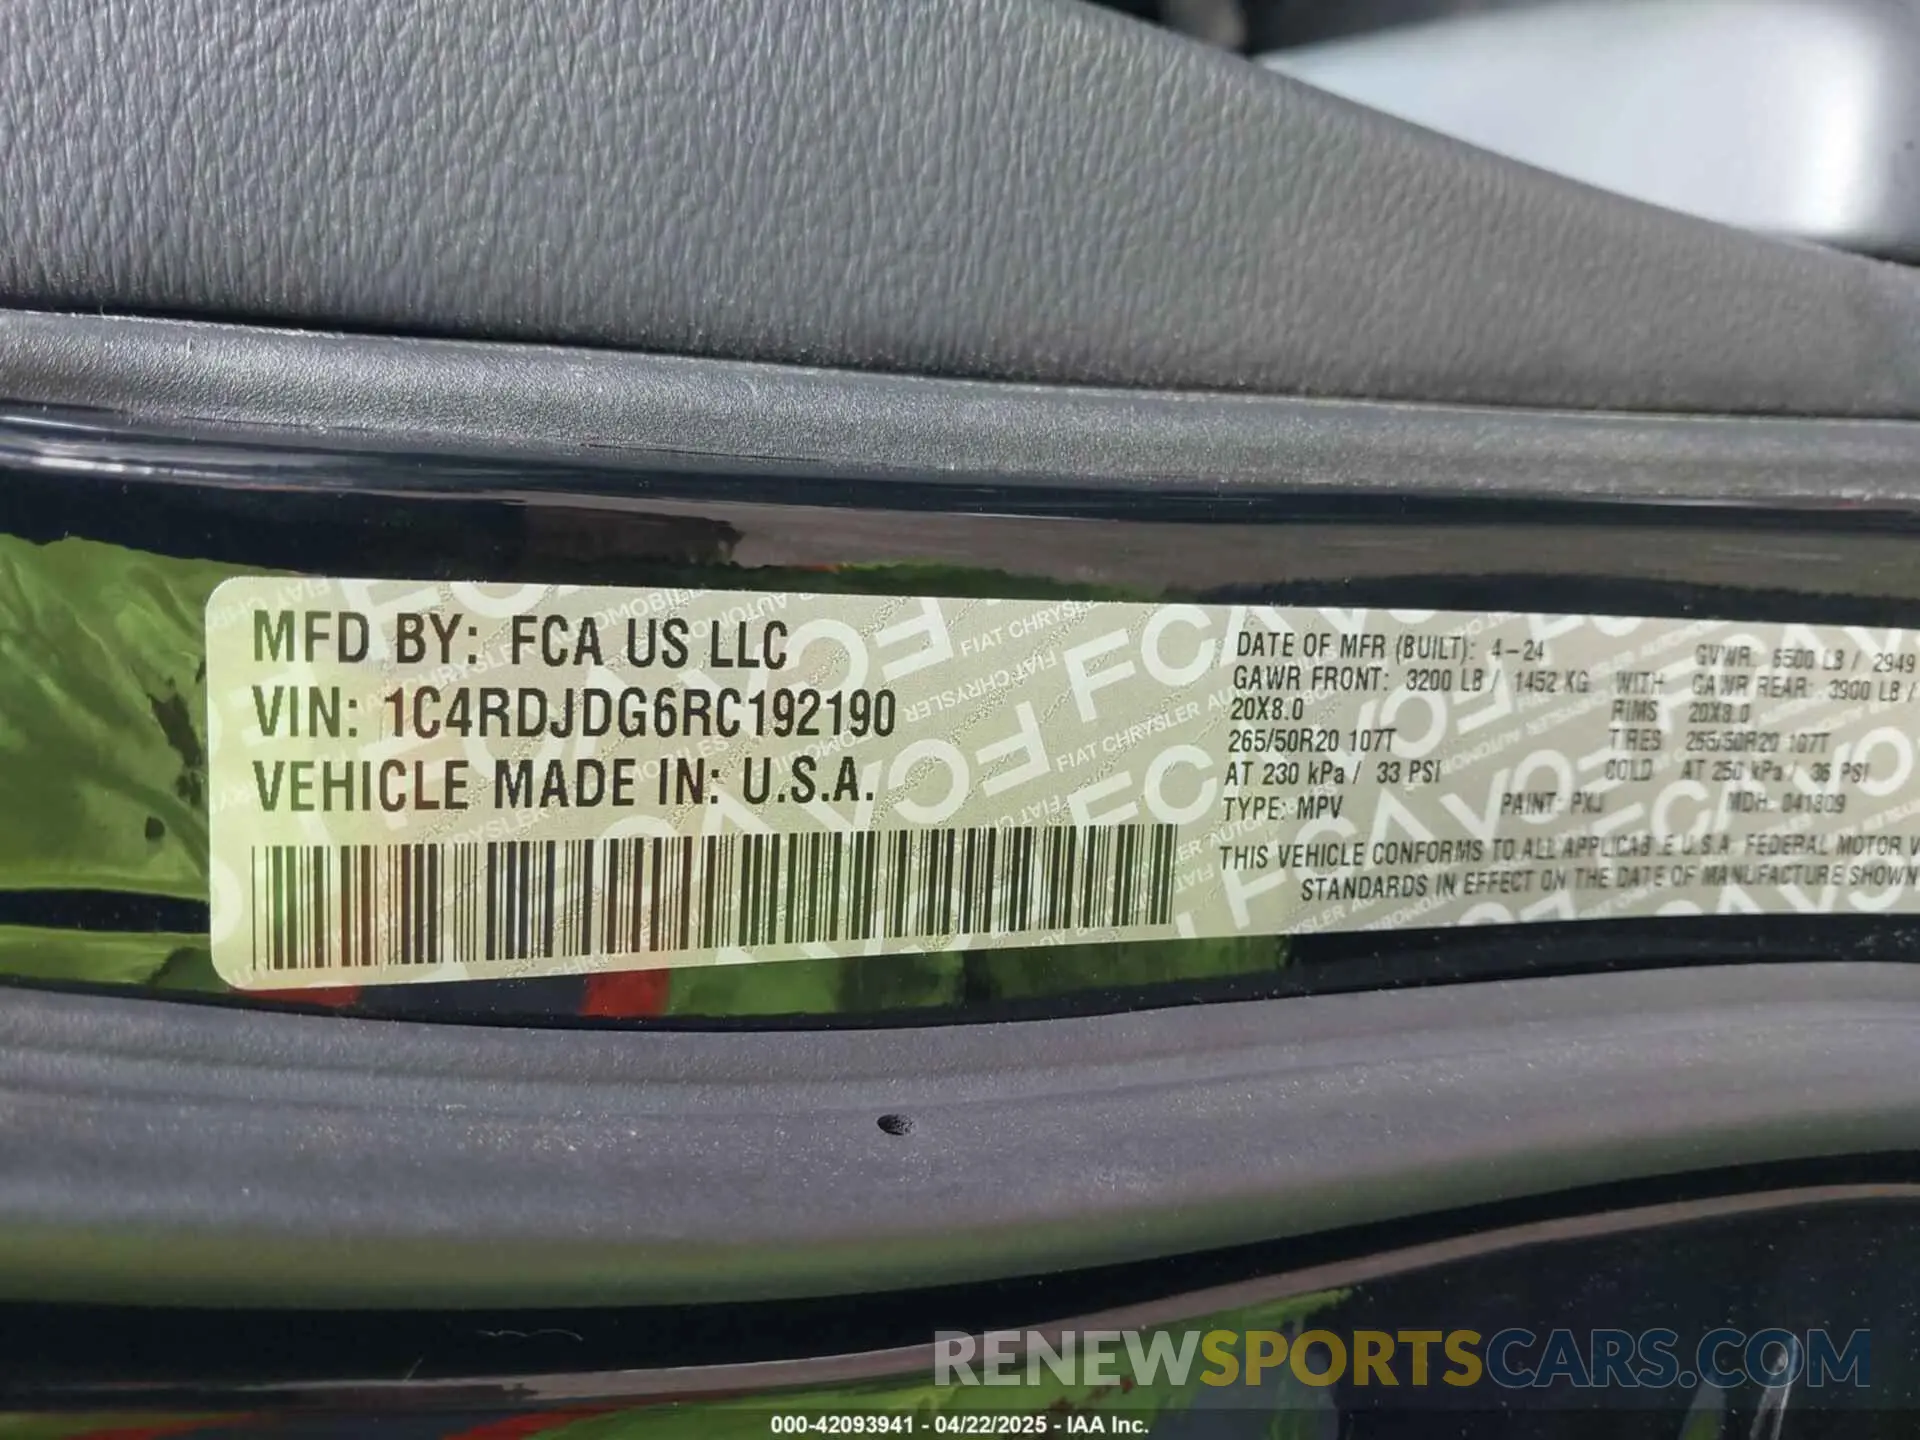 MFD BY: FCA US LLC
VIN: 1C4RDJDG6RC192190
VEHICLE MADE IN: U.S.A.
DATE OF MFR (BUILT): 4-24 GVWR: 6500 LB / 2949
GAWR FRONT: 3200 LB / 1452 KG WITH GAWR REAR: 3900 LB /
20X8.0 RIMS 20X8.0
265/50R20 107T TIRES 265/50R20 107T
AT 230 kPa / 33 PSI COLD AT 250 kPa / 36 PSI
TYPE: MPV PAINT: PXJ MDH: 041809
THIS VEHICLE CONFORMS TO ALL APPLICABLE U.S.A. FEDERAL MOTOR V
STANDARDS IN EFFECT ON THE DATE OF MANUFACTURE SHOWN
RENEWSPORTSCARS.COM
000-42093941 - 04/22/2025 - IAA Inc.